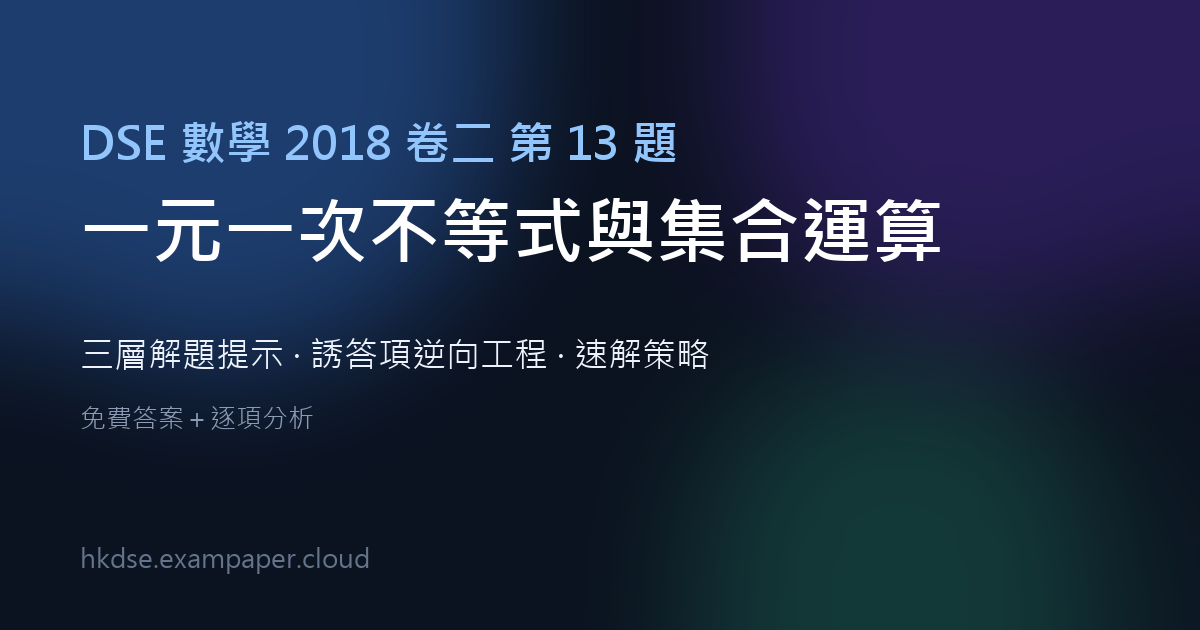 DSE 數學 2018 卷二 第 13 題
一元一次不等式與集合運算
三層解題提示 · 誘答項逆向工程 · 速解策略
免費答案 + 逐項分析
hkdse.exampaper.cloud